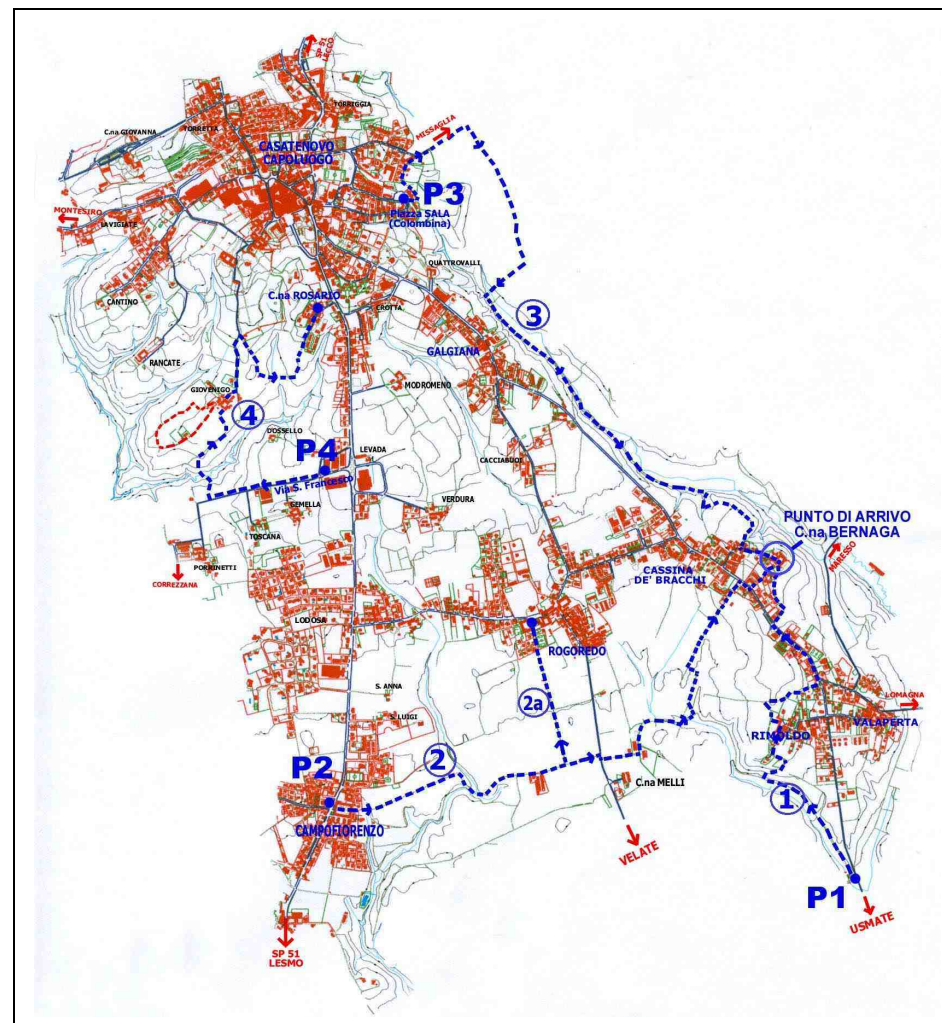 SP 51
LECCO
TORRIGGIA
C.na GIOVANNA
TORRETTA
MISSAGLIA
CASATENOVO
CAPOLUOGO
P3
Piazza SALA
(Colombina)
MONTESIRO
LAVIGIATE
QUATTROVALLI
CANTINO
C.na ROSARIO
CROTTA
3
GALGIANA
RANCATE
MODROMENO
GIOVENIGO
4
DOSSELLO
P4
LEVADA
CACCIABUOI
Via S. Francesco
GEMELLA
VERDURA
TOSCANA
PUNTO DI ARRIVO
C.na BERNAGA
PORRINETTI
CORREZZANA
MARESSO
CASSINA
DE' BRACCHI
LODOSA
ROGOREDO
S. ANNA
2a
LOMAGNA
S. LUIGI
VALAPERTA
RIMOLDO
2
P2
C.na MELLI
1
CAMPOFIORENZO
VELATE
P1
USMATE
SP 51
LESMO